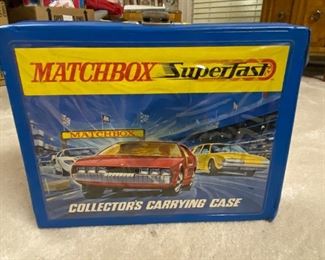 MATCHBOX Superfast
MATCHBOX
COLLECTOR'S CARRYING CASE